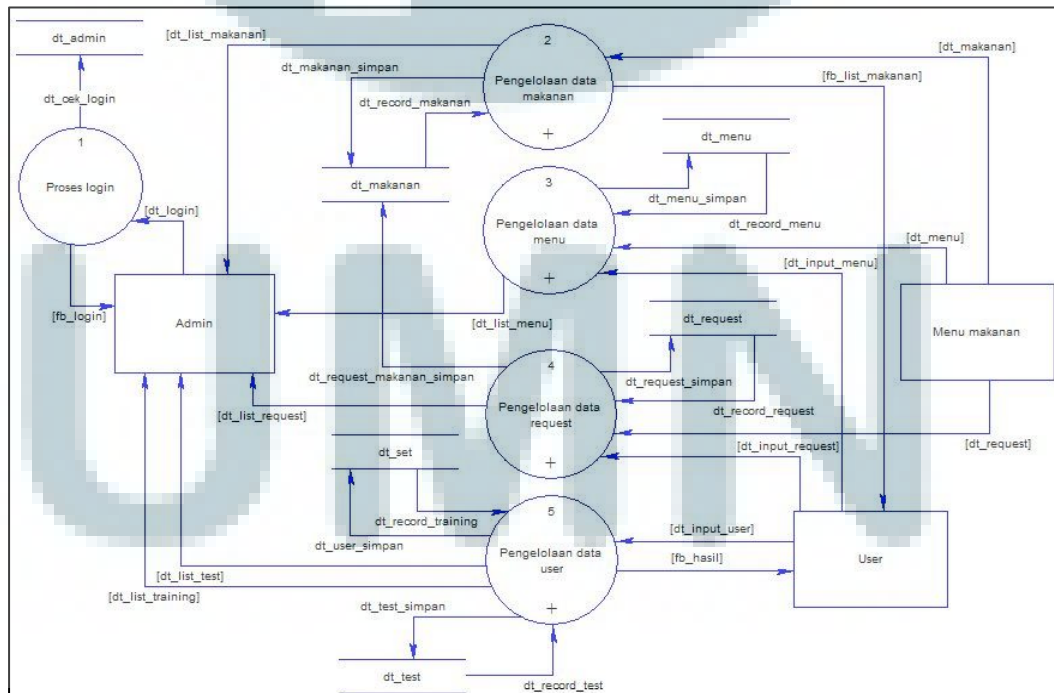 dt_admin
dt_cek_login
1
Proses login
[dt_login]
[fb_login]
Admin
[dt_list_makanan]
dt_makanan_simpan
dt_record_makanan
dt_makanan
2
Pengelolaan data
makanan
+
[dt_makanan]
[fb_list_makanan]
dt_menu
3
Pengelolaan data
menu
+
dt_menu_simpan
dt_record_menu
[dt_menu]
[dt_input_menu]
[dt_list_menu]
Menu makanan
dt_request
4
Pengelolaan data
request
+
dt_request_makanan_simpan
dt_request_simpan
dt_record_request
[dt_list_request]
[dt_request]
[dt_input_request]
dt_set
dt_record_training
dt_user_simpan
5
Pengelolaan data
user
+
[dt_input_user]
[fb_hasil]
User
[dt_list_test]
[dt_list_training]
dt_test_simpan
dt_test
dt_record_test
UMN